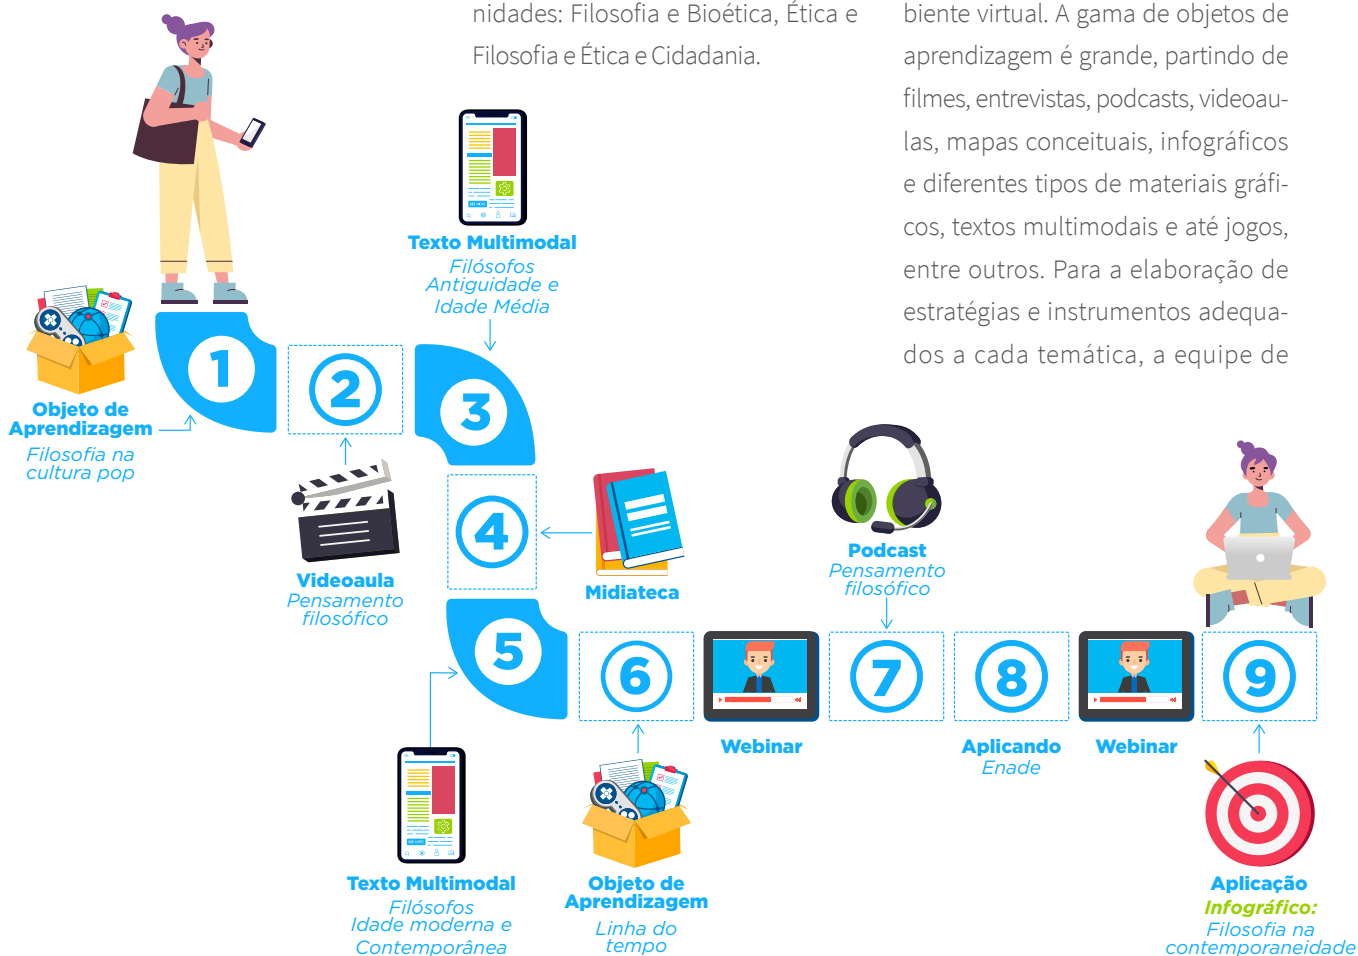 nidades: Filosofia e Bioética, Ética e
Filosofia e Ética e Cidadania.
biente virtual. A gama de objetos de
aprendizagem é grande, partindo de
filmes, entrevistas, podcasts, videoau-
las, mapas conceituais, infográficos
e diferentes tipos de materiais gráfi-
cos, textos multimodais e até jogos,
entre outros. Para a elaboração de
estratégias e instrumentos adequa-
dos a cada temática, a equipe de
Texto Multimodal
Filósofos
Antiguidade e
Idade Média
1
2
3
Objeto de
Aprendizagem
Filosofia na
cultura pop
4
Videoaula
Pensamento
filosófico
Midiateca
Podcast
Pensamento
filosófico
5
6
Webinar
7
8
Aplicando
Enade
Webinar
9
Texto Multimodal
Filósofos
Idade moderna e
Contemporânea
Objeto de
Aprendizagem
Linha do
tempo
Aplicação
Infográfico:
Filosofia na
contemporaneidade